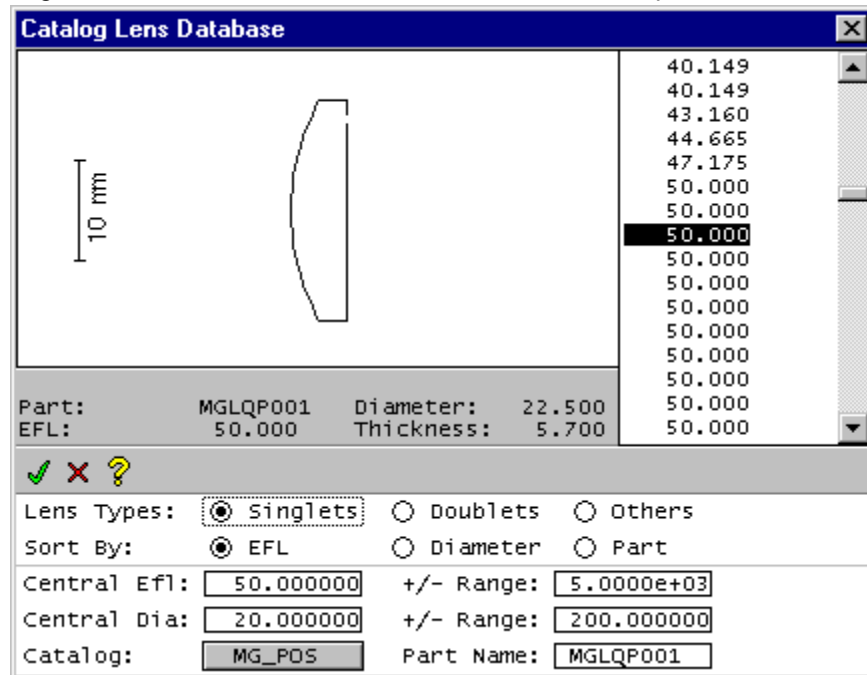 Catalog Lens Database
10 mm
40.149
40.149
43.160
44.665
47.175
50.000
50.000
50.000
50.000
50.000
50.000
50.000
50.000
50.000
50.000
50.000
Part: MGLQP001 Diameter: 22.500
EFL: 50.000 Thickness: 5.700
Lens Types: Singlets Doublets Others
Sort By: EFL Diameter Part
Central Efl: 50.000000 +/- Range: 5.0000e+03
Central Dia: 20.000000 +/- Range: 200.000000
Catalog: MG_POS Part Name: MGLQP001